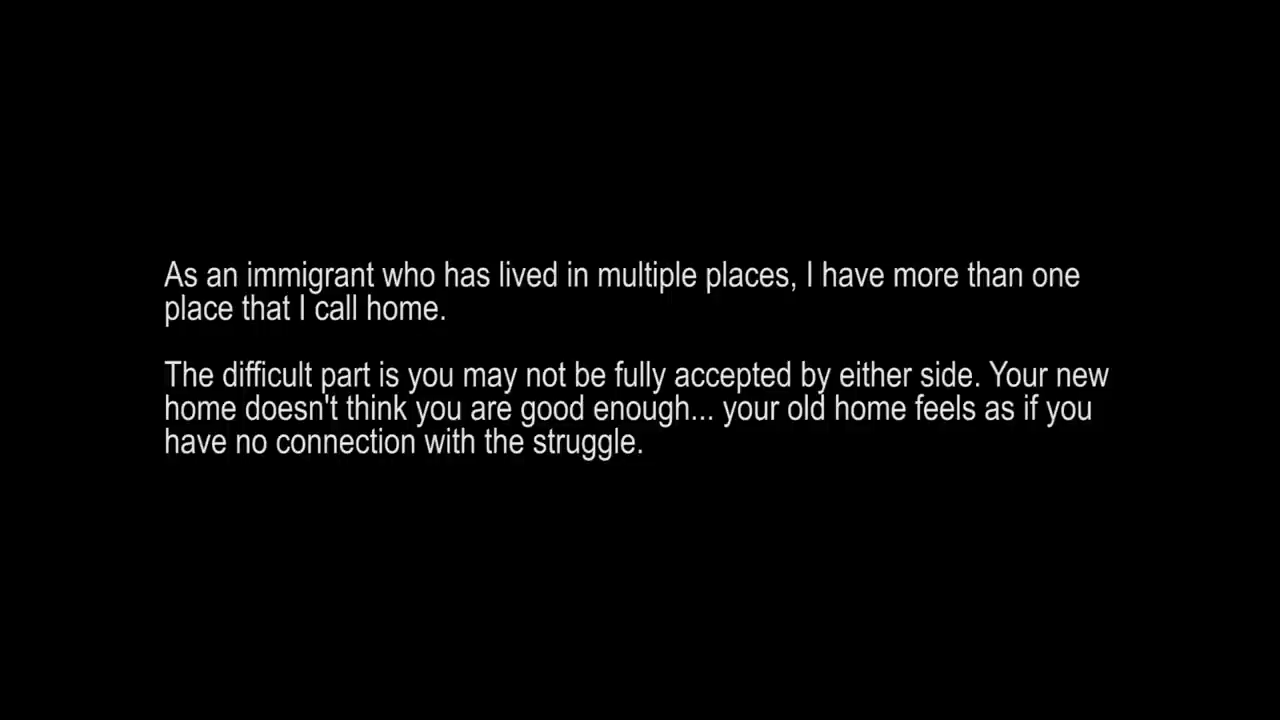 As an immigrant who has lived in multiple places, I have more than one
place that I call home.
The difficult part is you may not be fully accepted by either side. Your new
home doesn't think you are good enough... your old home feels as if you
have no connection with the struggle.